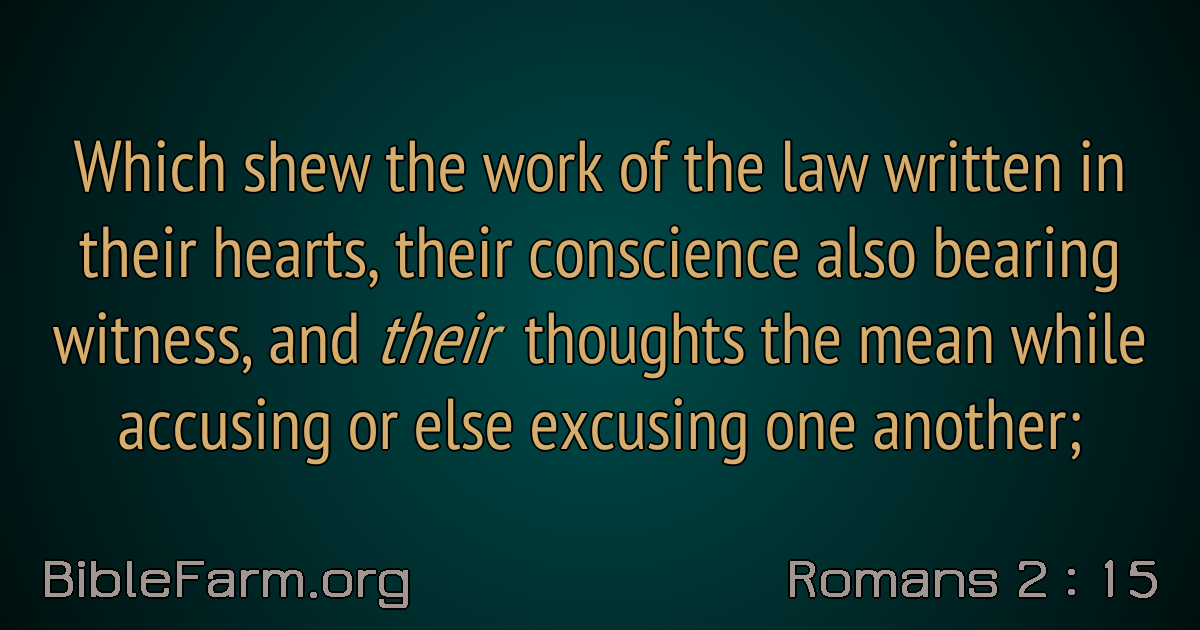 Which shew the work of the law written in
their hearts, their conscience also bearing
witness, and their thoughts the mean while
accusing or else excusing one another;
BibleFarm.org
Romans 2 : 15